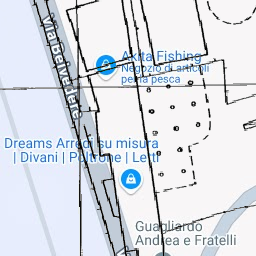 Via Belvedere
Akita Fishing
Negozio di articoli
per la pesca
Dreams Arredi su misura
| Divani | Poltrone | Letti
Guagliardo
Andrea e Fratelli